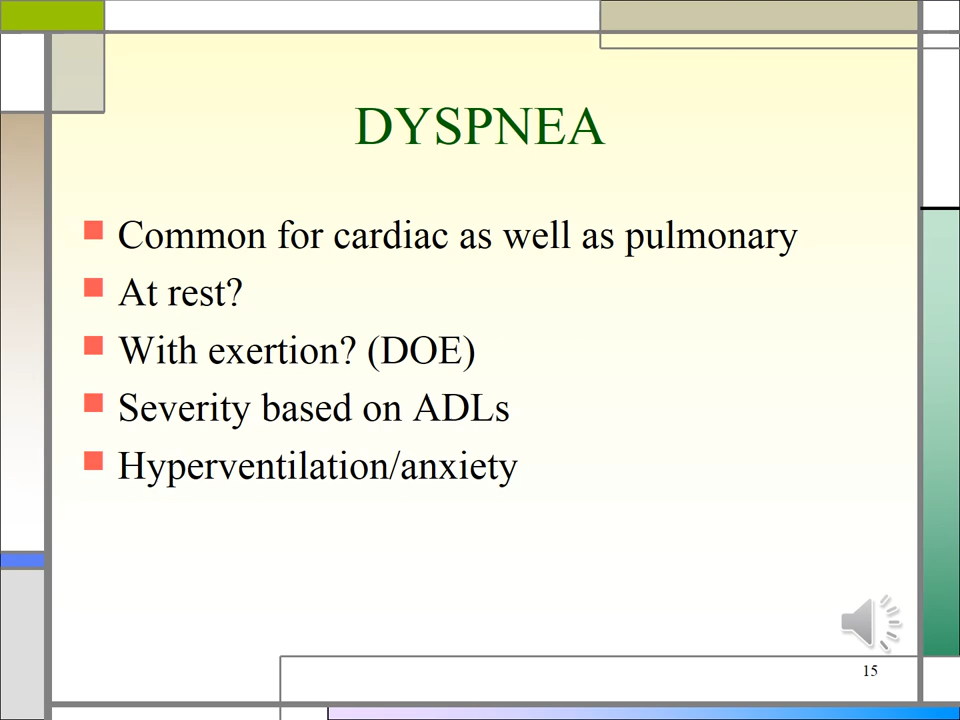 DYSPNEA
Common for cardiac as well as pulmonary
At rest?
With exertion? (DOE)
Severity based on ADLs
Hyperventilation/anxiety
15